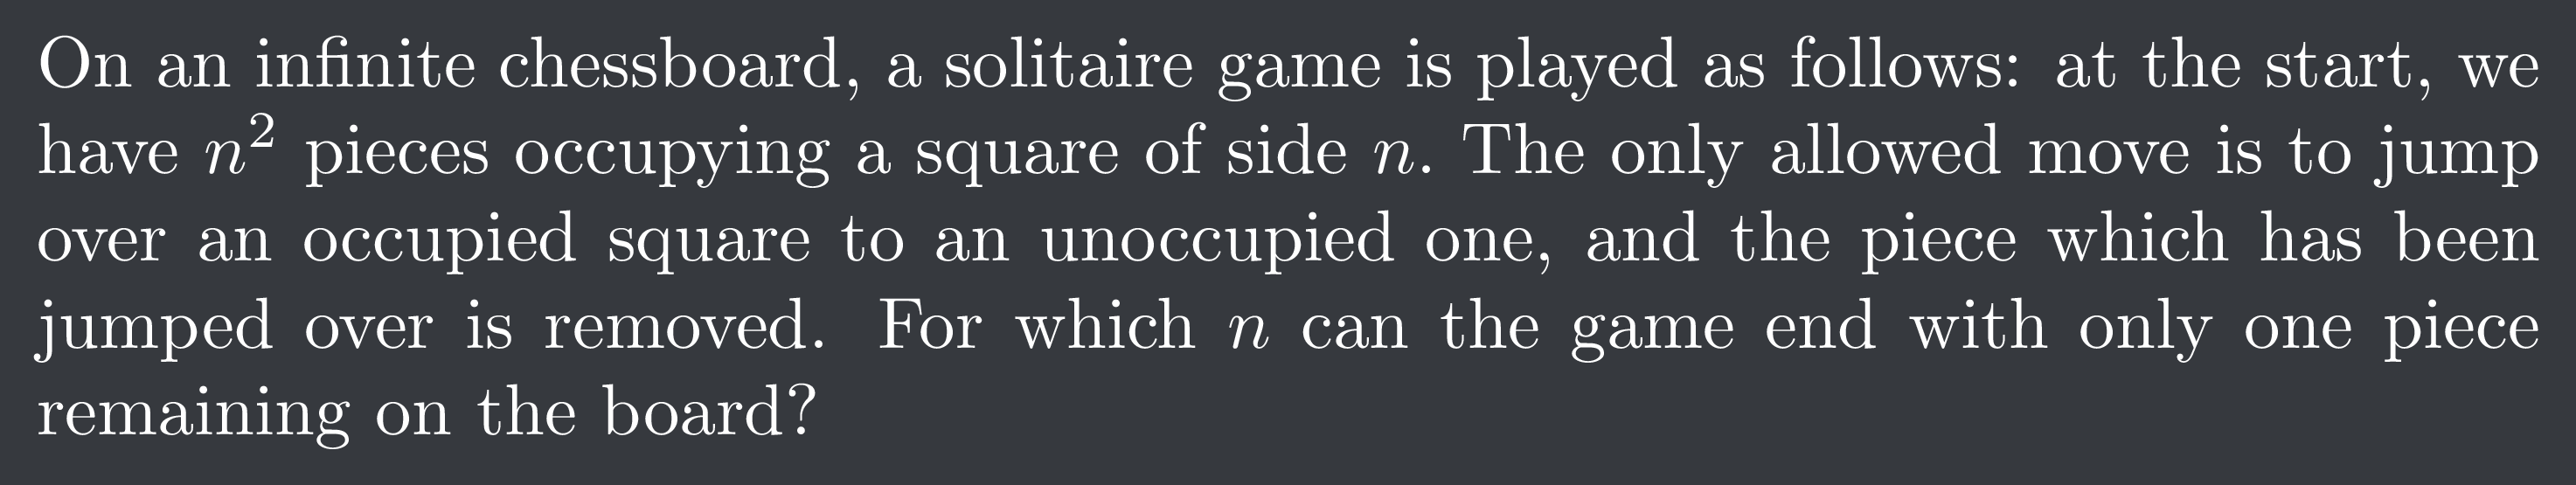 On an infinite chessboard, a solitaire game is played as follows: at the start, we
have n² pieces occupying a square of side n. The only allowed move is to jump
over an occupied square to an unoccupied one, and the piece which has been
jumped over is removed. For which n can the game end with only one piece
remaining on the board?